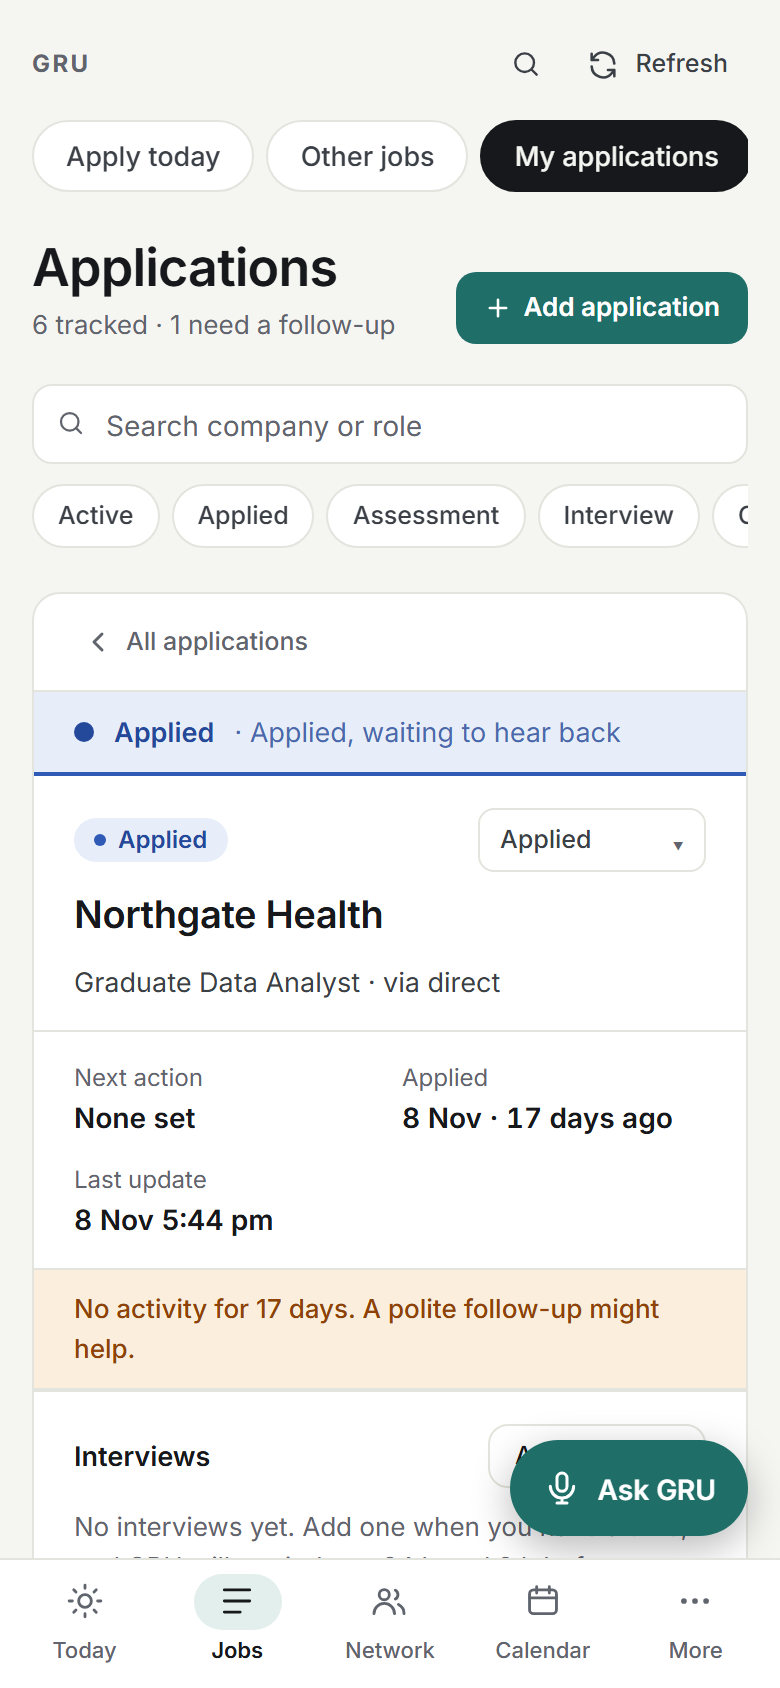 GRU
Refresh
Apply today
Other jobs
My applications
Applications
6 tracked · 1 need a follow-up
+ Add application
Search company or role
Active
Applied
Assessment
Interview
All applications
Applied · Applied, waiting to hear back
Applied
Applied
Northgate Health
Graduate Data Analyst · via direct
Next action
None set
Applied
8 Nov · 17 days ago
Last update
8 Nov 5:44 pm
No activity for 17 days. A polite follow-up might
help.
Interviews
Ask GRU
No interviews yet. Add one when you
Today
Jobs
Network
Calendar
More